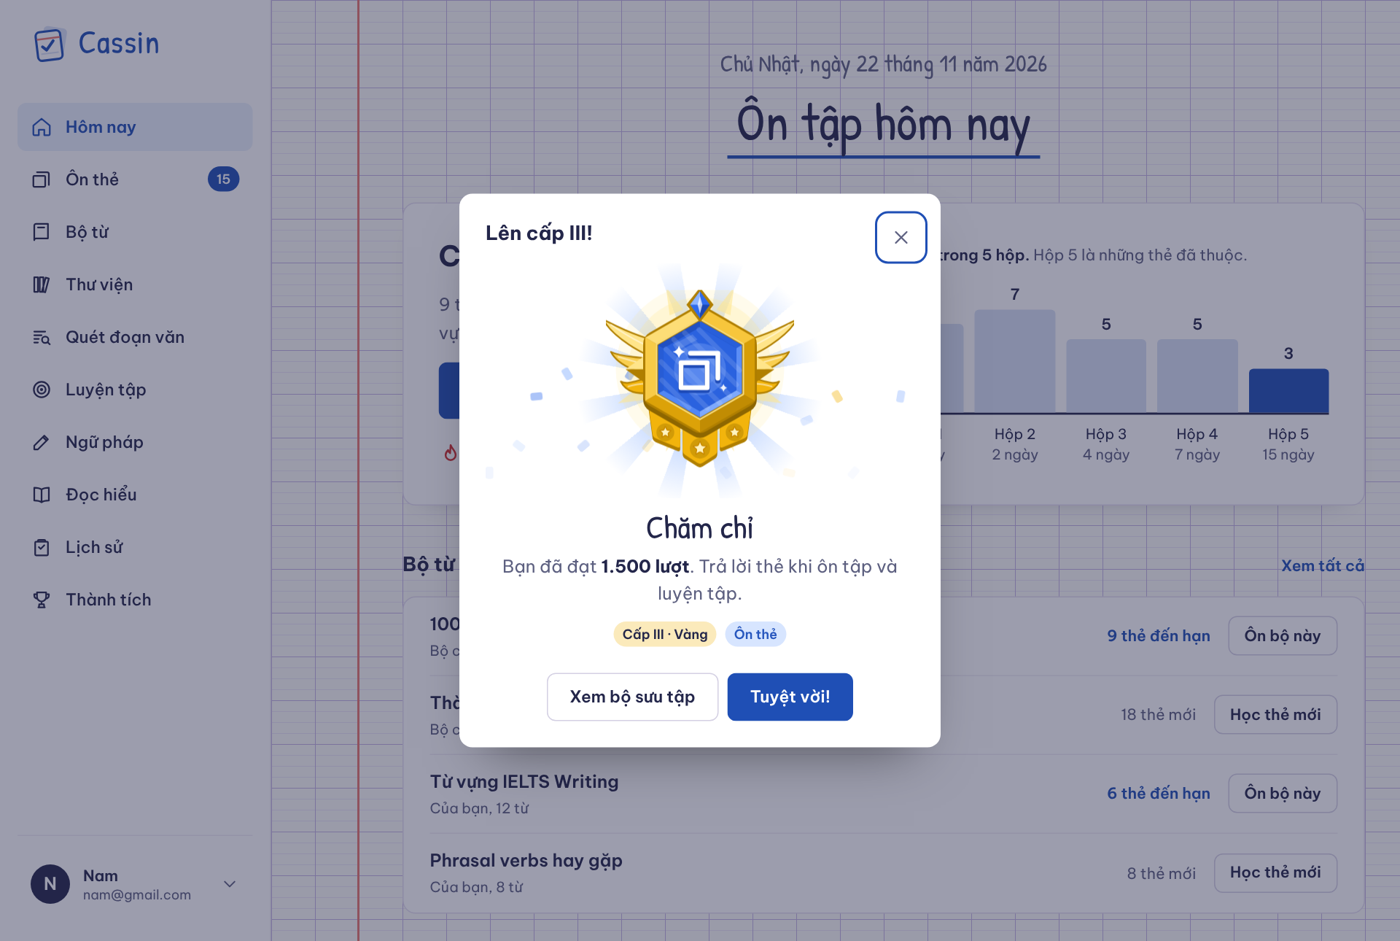 Cassin
Hôm nay
Ôn thẻ 15
Bộ từ
Thư viện
Quét đoạn văn
Luyện tập
Ngữ pháp
Đọc hiểu
Lịch sử
Thành tích
N
Nam
nam@gmail.com
Chủ Nhật, ngày 22 tháng 11 năm 2026
Ôn tập hôm nay
trong 5 hộp. Hộp 5 là những thẻ đã thuộc.
7
5
5
3
Hộp 2
2 ngày
Hộp 3
4 ngày
Hộp 4
7 ngày
Hộp 5
15 ngày
Lên cấp III!
Chăm chỉ
Bạn đã đạt 1.500 lượt. Trả lời thẻ khi ôn tập và
luyện tập.
Cấp III · Vàng
Ôn thẻ
Xem bộ sưu tập
Tuyệt vời!
Bộ từ
Xem tất cả
100
9 thẻ đến hạn
Ôn bộ này
18 thẻ mới
Học thẻ mới
Từ vựng IELTS Writing
Của bạn, 12 từ
6 thẻ đến hạn
Ôn bộ này
Phrasal verbs hay gặp
Của bạn, 8 từ
8 thẻ mới
Học thẻ mới